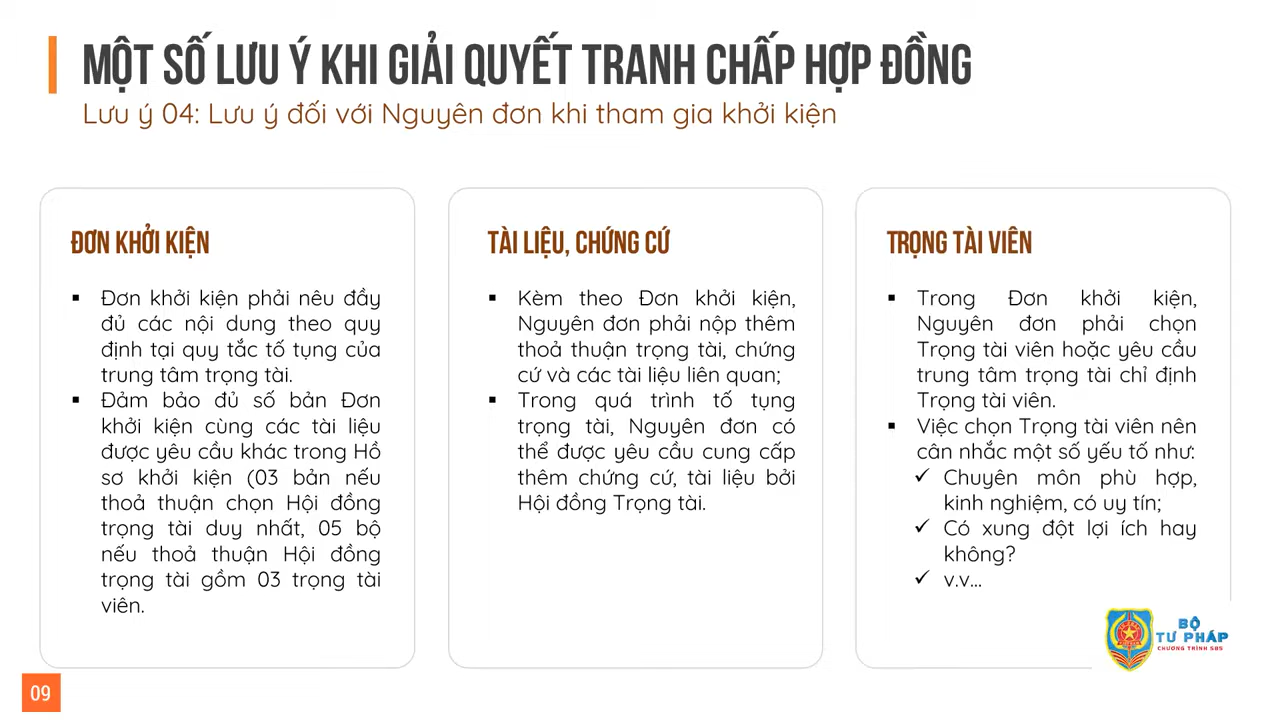 MỘT SỐ LƯU Ý KHI GIẢI QUYẾT TRANH CHẤP HỢP ĐỒNG
Lưu ý 04: Lưu ý đối với Nguyên đơn khi tham gia khởi kiện
ĐƠN KHỞI KIỆN
▪ Đơn khởi kiện phải nêu đầy
đủ các nội dung theo quy
định tại quy tắc tố tụng của
trung tâm trọng tài.
▪ Đảm bảo đủ số bản Đơn
khởi kiện cùng các tài liệu
được yêu cầu khác trong Hồ
sơ khởi kiện (03 bản nếu
thoả thuận chọn Hội đồng
trọng tài duy nhất, 05 bộ
nếu thoả thuận Hội đồng
trọng tài gồm 03 trọng tài
viên.
TÀI LIỆU, CHỨNG CỨ
▪ Kèm theo Đơn khởi kiện,
Nguyên đơn phải nộp thêm
thoả thuận trọng tài, chứng
cứ và các tài liệu liên quan;
▪ Trong quá trình tố tụng
trọng tài, Nguyên đơn có
thể được yêu cầu cung cấp
thêm chứng cứ, tài liệu bởi
Hội đồng Trọng tài.
TRỌNG TÀI VIÊN
▪ Trong Đơn khởi kiện,
Nguyên đơn phải chọn
Trọng tài viên hoặc yêu cầu
trung tâm trọng tài chỉ định
Trọng tài viên.
▪ Việc chọn Trọng tài viên nên
cân nhắc một số yếu tố như:
✓ Chuyên môn phù hợp,
kinh nghiệm, có uy tín;
✓ Có xung đột lợi ích hay
không?
✓ v.v...
BỘ
TƯ PHÁP
CHƯƠNG TRÌNH 585
09